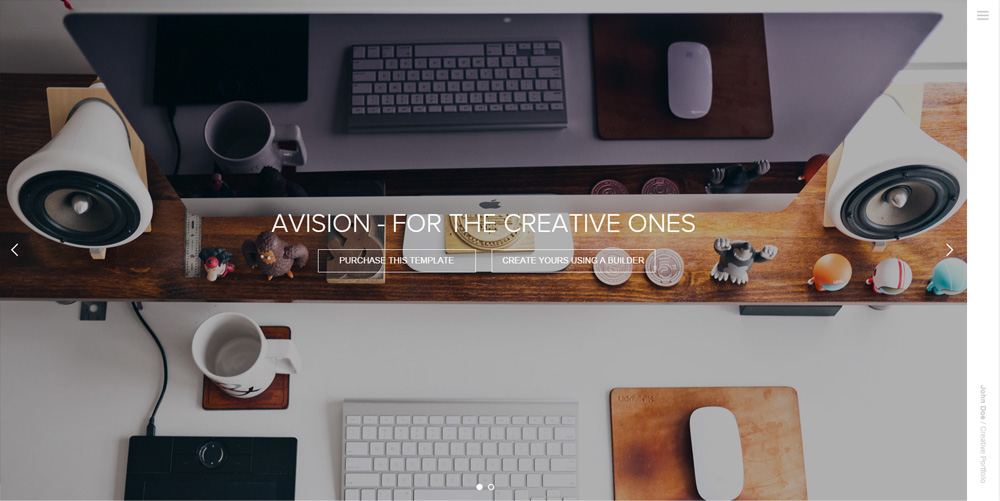 AVISION - FOR THE CREATIVE ONES
PURCHASE THIS TEMPLATE
CREATE YOURS USING A BUILDER
John Doe / Creative Portfolio